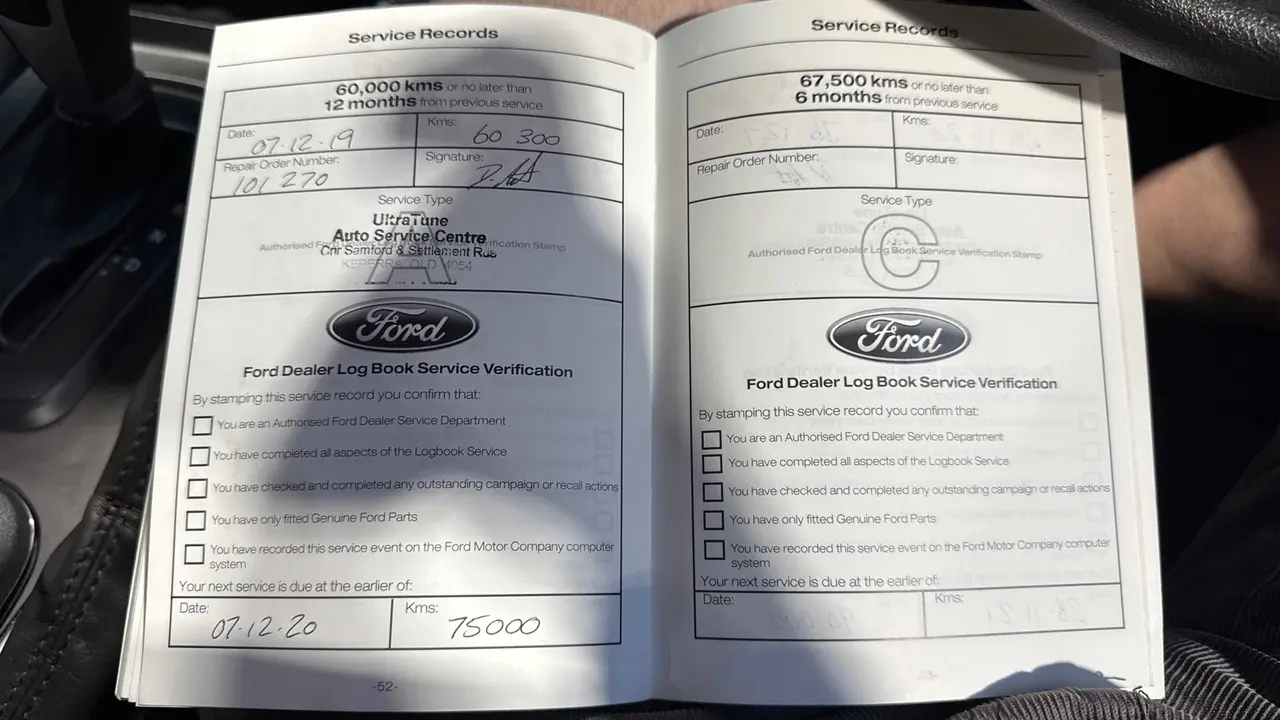 Service Records
60,000 kms or no later than
12 months from previous service
Date: 07.12.19
Kms: 60 300
Repair Order Number: 101 270
Signature:
Service Type
UltraTune
Auto Service Centre
Cnr Samford & Settlement Rds
KEPERRA QLD 4054
A
Ford
Ford Dealer Log Book Service Verification
By stamping this service record you confirm that:
You are an Authorised Ford Dealer Service Department
You have completed all aspects of the Logbook Service
You have checked and completed any outstanding campaign or recall actions
You have only fitted Genuine Ford Parts
You have recorded this service event on the Ford Motor Company computer
system
Your next service is due at the earlier of:
Date: 07.12.20
Kms: 75000
-52-
Service Records
67,500 kms or no later than
6 months from previous service
Date:
Kms:
Repair Order Number:
Signature:
Service Type
C
Authorised Ford Dealer Log Book Service Verification Stamp
Ford
Ford Dealer Log Book Service Verification
By stamping this service record you confirm that:
You are an Authorised Ford Dealer Service Department
You have completed all aspects of the Logbook Service
You have checked and completed any outstanding campaign or recall actions
You have only fitted Genuine Ford Parts
You have recorded this service event on the Ford Motor Company computer
system
Your next service is due at the earlier of:
Date:
Kms: